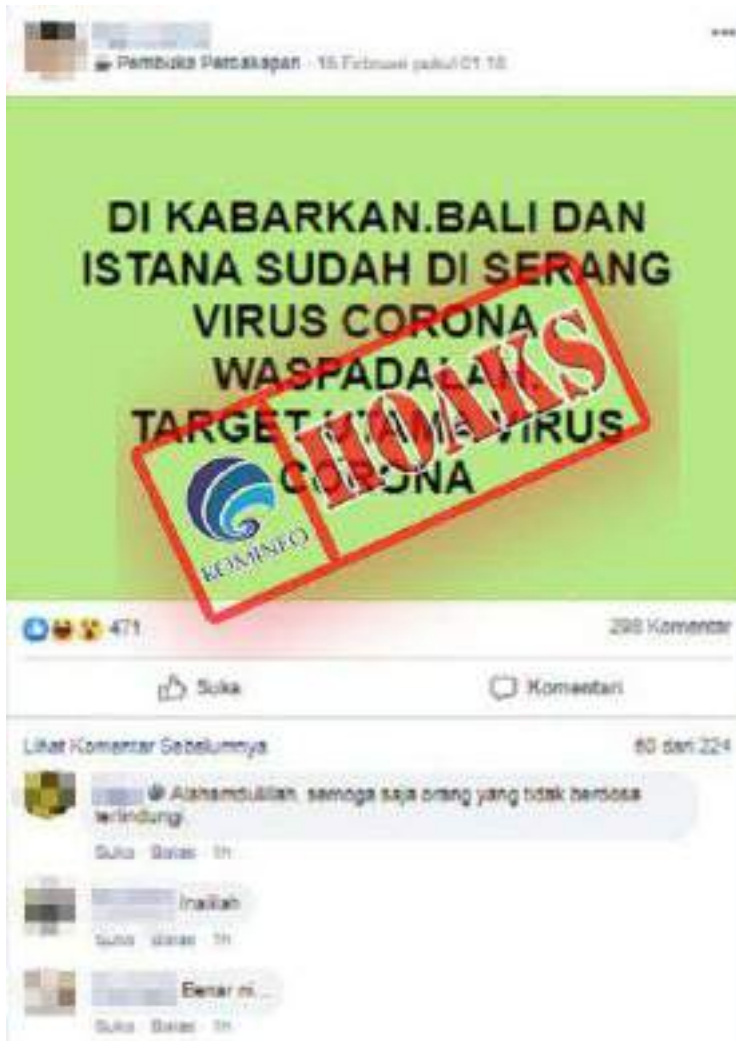 Pembuka Percakapan · 16 Februari pukul 01.18
DI KABARKAN.BALI DAN
ISTANA SUDAH DI SERANG
VIRUS CORONA
WASPADALAH.
TARGET UTAMA VIRUS
CORONA
HOAKS
KOMINFO
471
298 Komentar
Suka
Komentari
Lihat Komentar Sebelumnya
60 dari 224
Alahamdulillah, semoga saja orang yang tidak berdosa
terlindungi.
Suka Balas 1h
Inalilah
Suka Balas 1h
Benar ni...
Suka Balas 1h